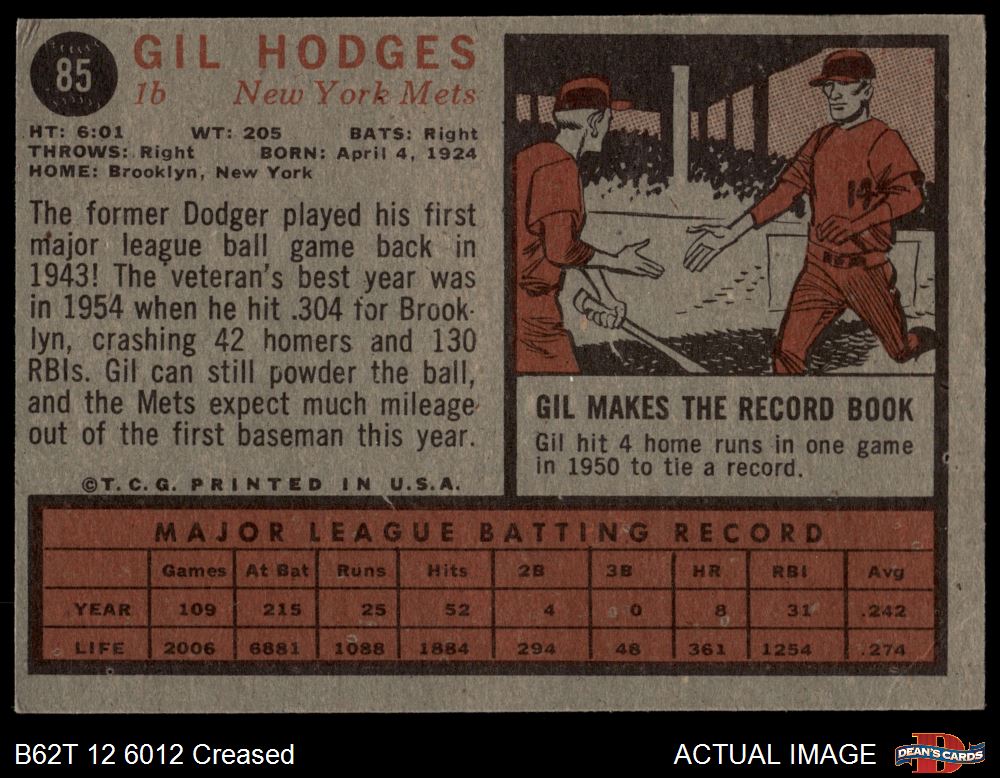 85
GIL HODGES
1b New York Mets
HT: 6:01 WT: 205 BATS: Right
THROWS: Right BORN: April 4, 1924
HOME: Brooklyn, New York
The former Dodger played his first
major league ball game back in
1943! The veteran's best year was
in 1954 when he hit .304 for Brook-
lyn, crashing 42 homers and 130
RBIs. Gil can still powder the ball,
and the Mets expect much mileage
out of the first baseman this year.
©T.C.G. PRINTED IN U.S.A.
14
GIL MAKES THE RECORD BOOK
Gil hit 4 home runs in one game
in 1950 to tie a record.
MAJOR LEAGUE BATTING RECORD
Games At Bat Runs Hits 2B 3B HR RBI Avg
YEAR 109 215 25 52 4 0 8 31 .242
LIFE 2006 6881 1088 1884 294 48 361 1254 .274
B62T 12 6012 Creased
ACTUAL IMAGE
DEAN'S CARDS